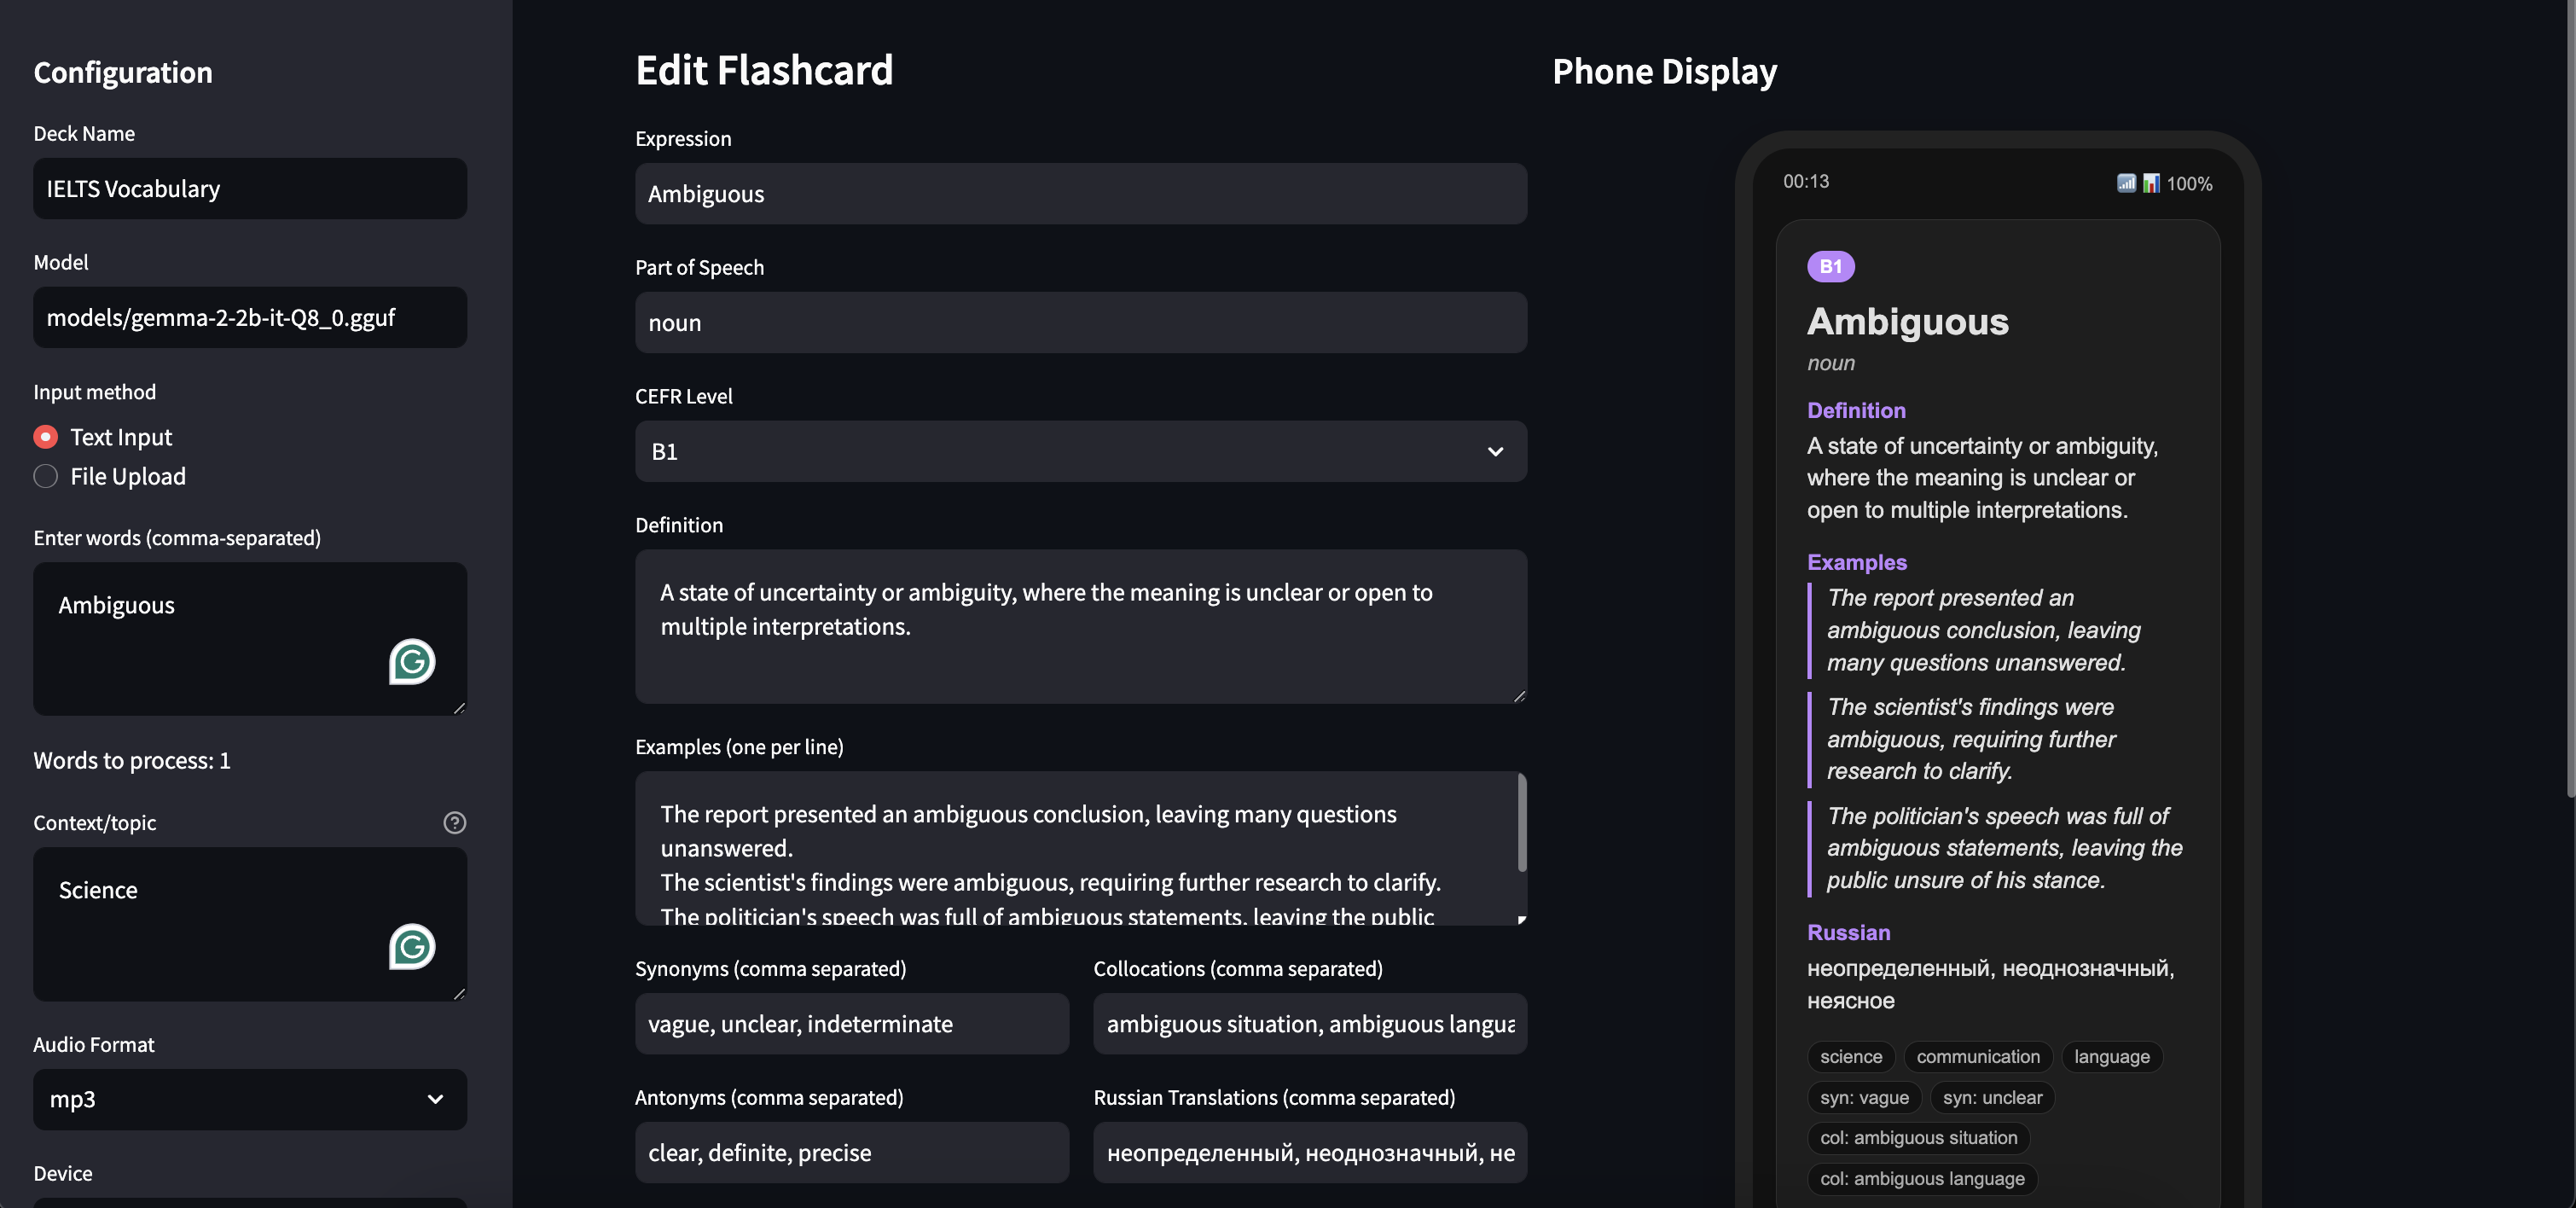 Configuration
Deck Name
IELTS Vocabulary
Model
models/gemma-2-2b-it-Q8_0.gguf
Input method
Text Input
File Upload
Enter words (comma-separated)
Ambiguous
Words to process: 1
Context/topic
Science
Audio Format
mp3
Device
Edit Flashcard
Expression
Ambiguous
Part of Speech
noun
CEFR Level
B1
Definition
A state of uncertainty or ambiguity, where the meaning is unclear or open to
multiple interpretations.
Examples (one per line)
The report presented an ambiguous conclusion, leaving many questions
unanswered.
The scientist's findings were ambiguous, requiring further research to clarify.
The politician's speech was full of ambiguous statements, leaving the public
Synonyms (comma separated)
vague, unclear, indeterminate
Collocations (comma separated)
ambiguous situation, ambiguous langua
Antonyms (comma separated)
clear, definite, precise
Russian Translations (comma separated)
неопределенный, неоднозначный, не
Phone Display
00:13
100%
B1
Ambiguous
noun
Definition
A state of uncertainty or ambiguity,
where the meaning is unclear or
open to multiple interpretations.
Examples
The report presented an
ambiguous conclusion, leaving
many questions unanswered.
The scientist's findings were
ambiguous, requiring further
research to clarify.
The politician's speech was full of
ambiguous statements, leaving the
public unsure of his stance.
Russian
неопределенный, неоднозначный,
неясное
science communication language
syn: vague syn: unclear
col: ambiguous situation
col: ambiguous language